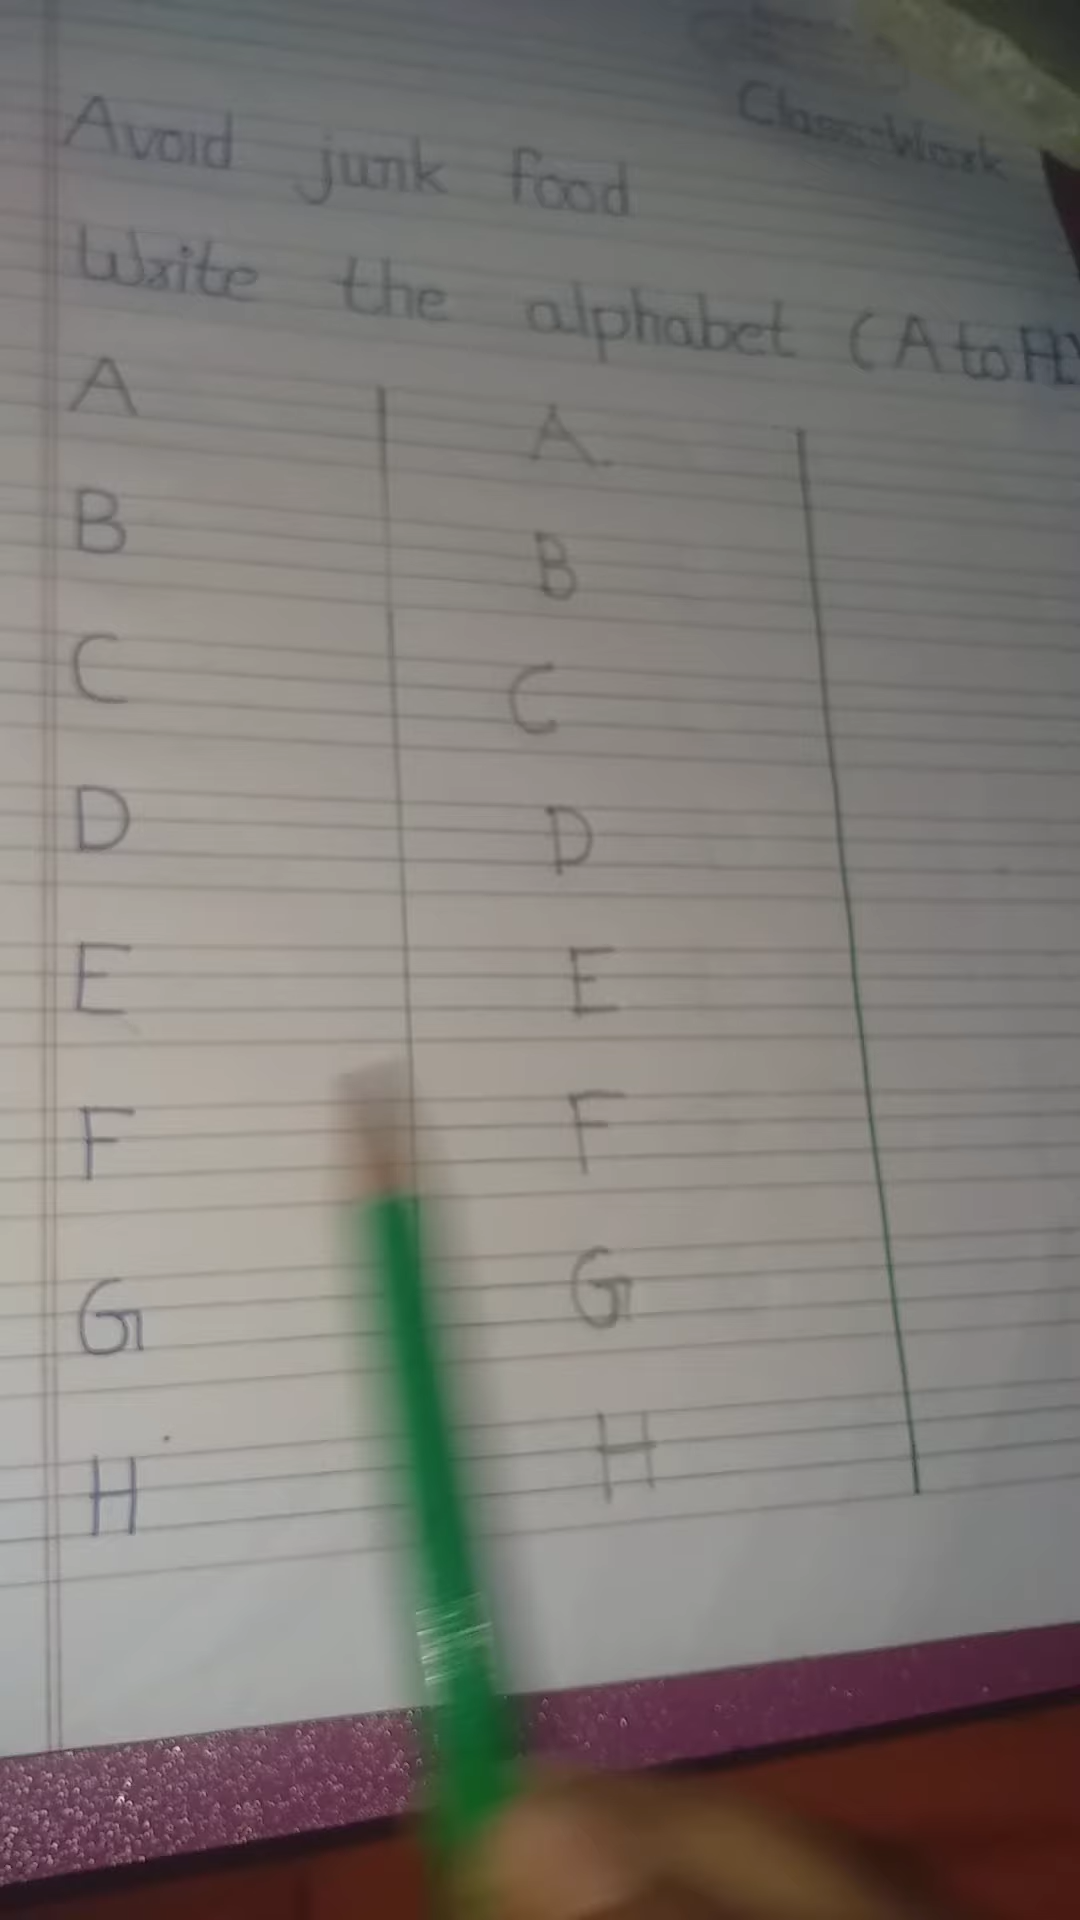 Class-Work
Avoid junk food
Write the alphabet (A to H)
A A
B B
C C
D D
E E
F F
G G
H H